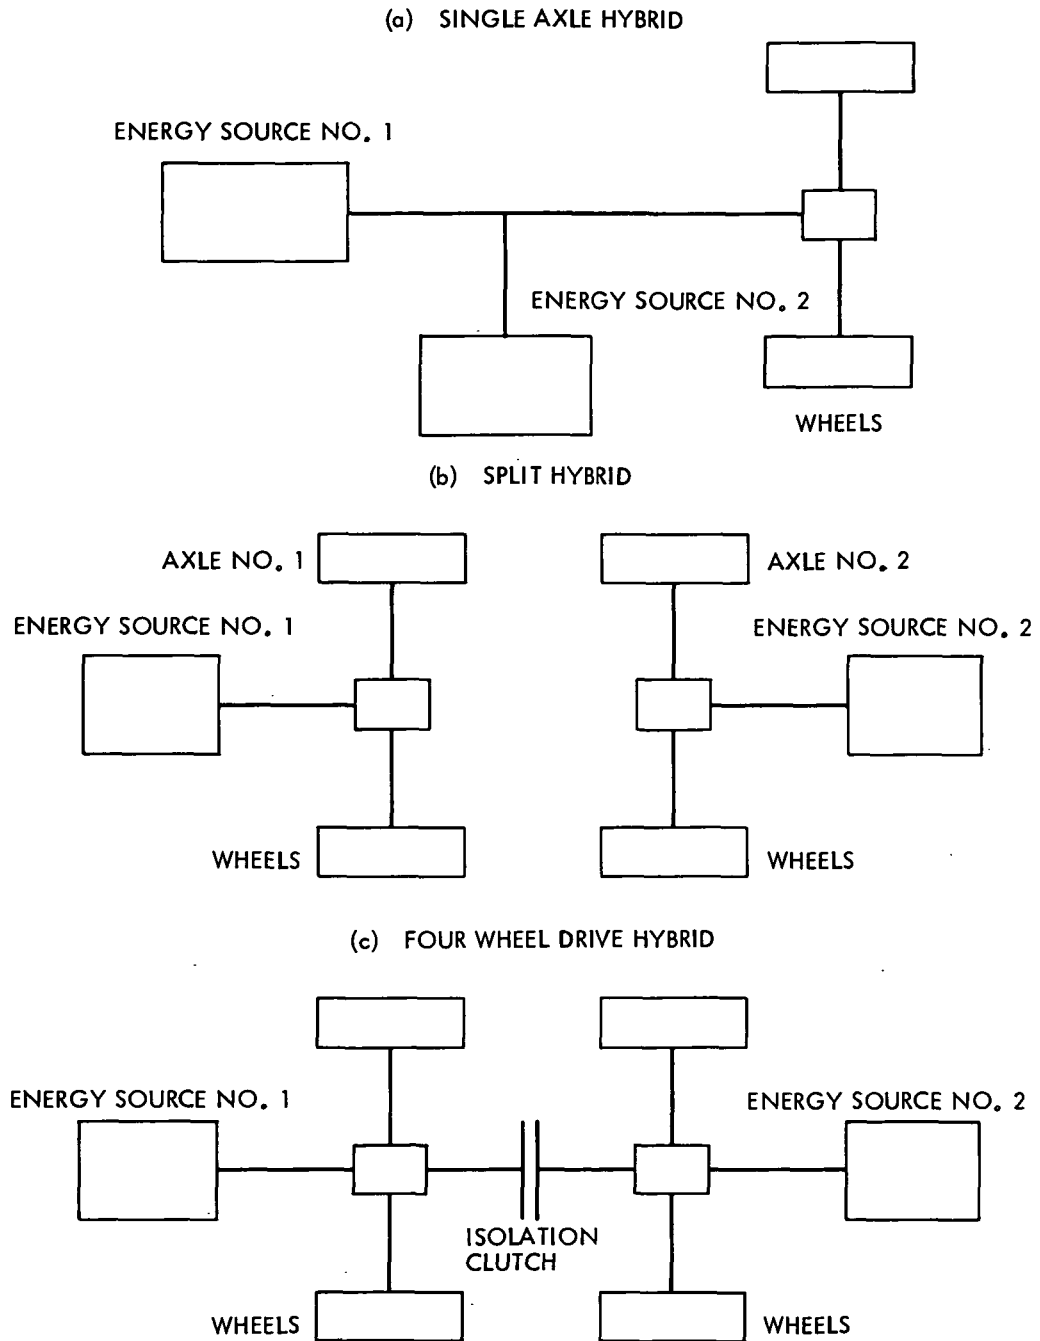 (a) SINGLE AXLE HYBRID
ENERGY SOURCE NO. 1
ENERGY SOURCE NO. 2
WHEELS
(b) SPLIT HYBRID
AXLE NO. 1
AXLE NO. 2
ENERGY SOURCE NO. 1
ENERGY SOURCE NO. 2
WHEELS
WHEELS
(c) FOUR WHEEL DRIVE HYBRID
ENERGY SOURCE NO. 1
ENERGY SOURCE NO. 2
ISOLATION
CLUTCH
WHEELS
WHEELS